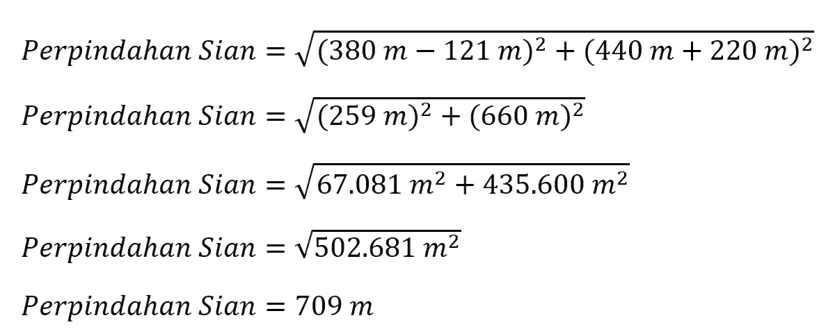 Perpindahan Sian = √(380 m − 121 m)² + (440 m + 220 m)²
Perpindahan Sian = √(259 m)² + (660 m)²
Perpindahan Sian = √67.081 m² + 435.600 m²
Perpindahan Sian = √502.681 m²
Perpindahan Sian = 709 m